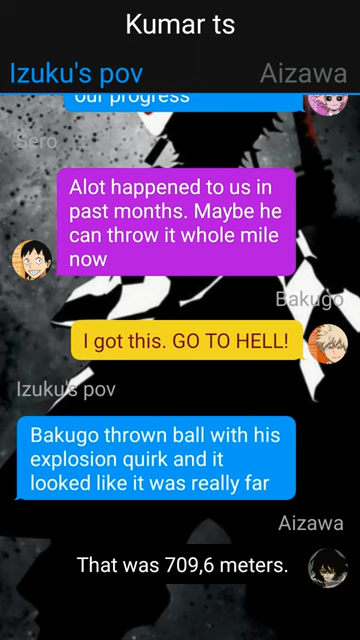 Kumar ts
Izuku's pov
Aizawa
our progress
Sero
Alot happened to us in
past months. Maybe he
can throw it whole mile
now
Bakugo
I got this. GO TO HELL!
Izuku's pov
Bakugo thrown ball with his
explosion quirk and it
looked like it was really far
Aizawa
That was 709,6 meters.